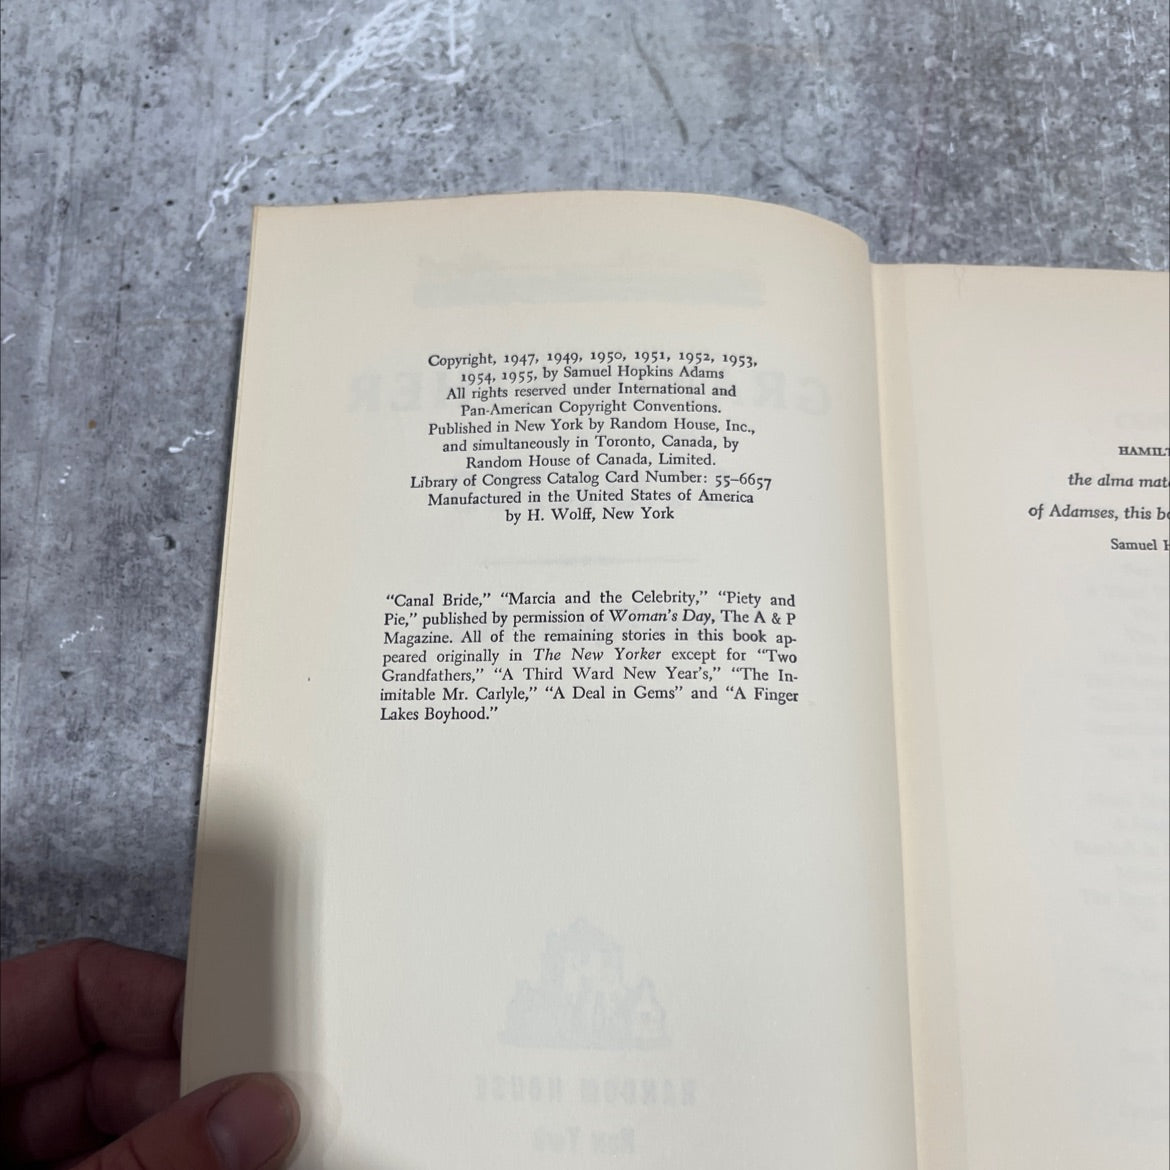 Copyright, 1947, 1949, 1950, 1951, 1952, 1953,
1954, 1955, by Samuel Hopkins Adams
All rights reserved under International and
Pan-American Copyright Conventions.
Published in New York by Random House, Inc.,
and simultaneously in Toronto, Canada, by
Random House of Canada, Limited.
Library of Congress Catalog Card Number: 55–6657
Manufactured in the United States of America
by H. Wolff, New York
“Canal Bride,” “Marcia and the Celebrity,” “Piety and
Pie,” published by permission of Woman’s Day, The A & P
Magazine. All of the remaining stories in this book ap-
peared originally in The New Yorker except for “Two
Grandfathers,” “A Third Ward New Year’s,” “The In-
imitable Mr. Carlyle,” “A Deal in Gems” and “A Finger
Lakes Boyhood.”
HAMILT
the alma mat
of Adamses, this b
Samuel H
RANDOM HOUSE